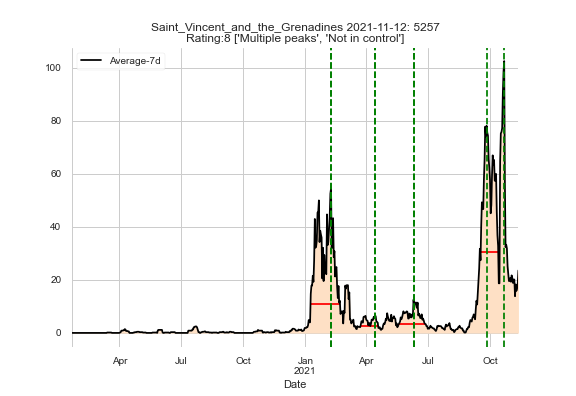 Saint_Vincent_and_the_Grenadines 2021-11-12: 5257
Rating:8 ['Multiple peaks', 'Not in control']
Average-7d
100
80
60
40
20
0
Apr
Jul
Oct
Jan
2021
Apr
Jul
Oct
Date